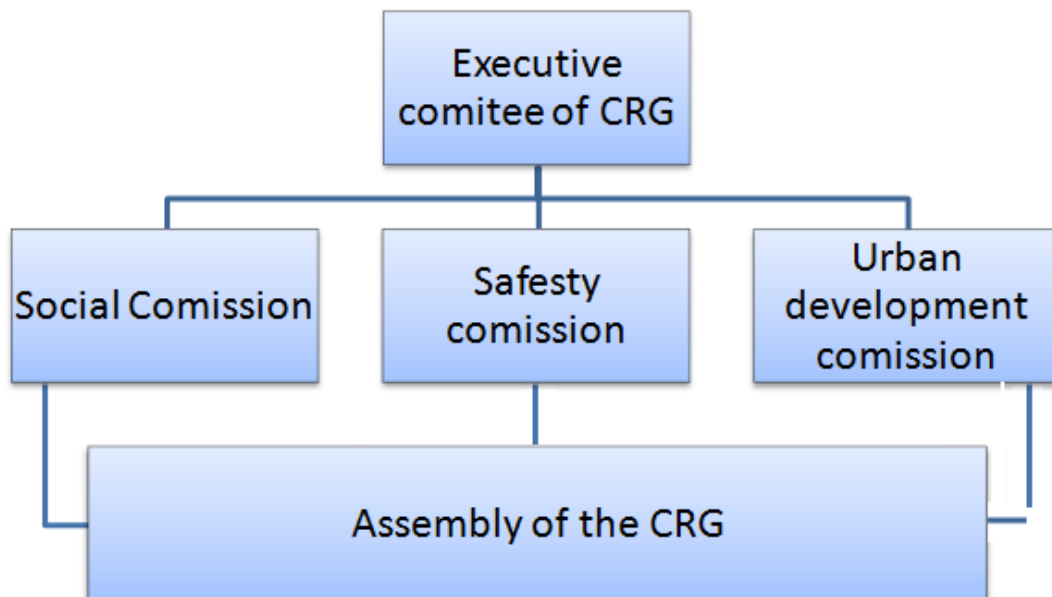 Executive
comitee of CRG
Social Comission
Safesty
comission
Urban
development
comission
Assembly of the CRG